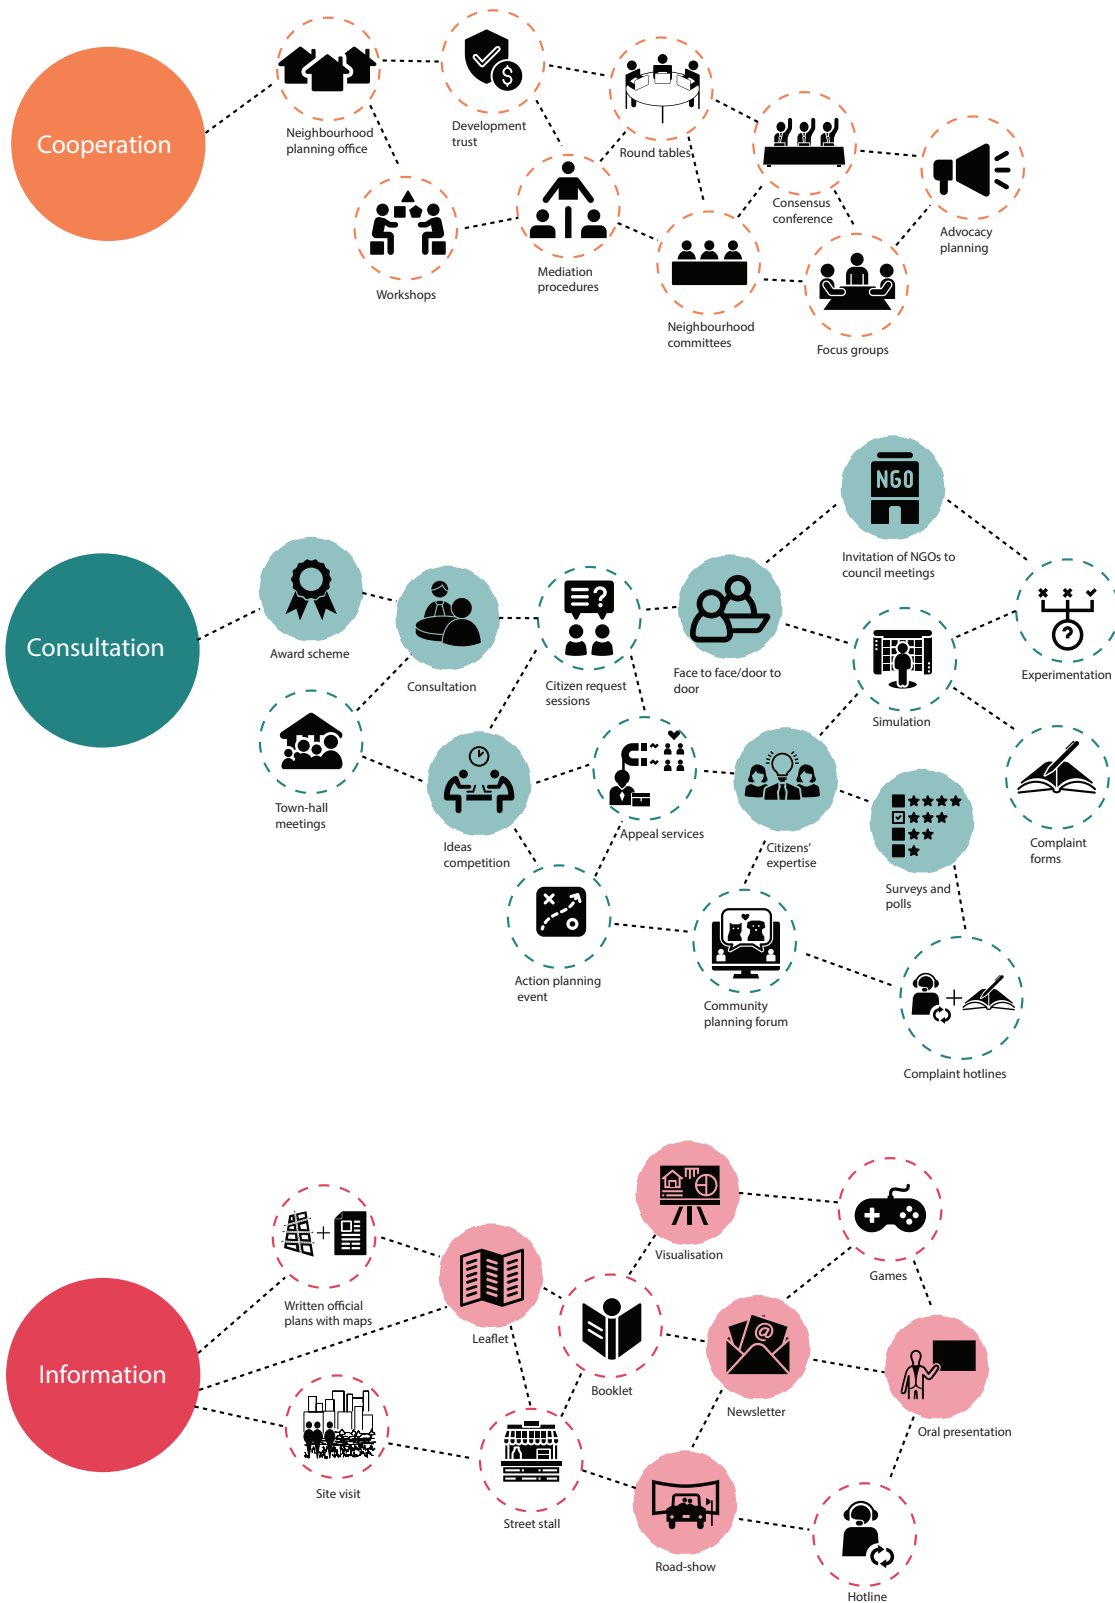 Cooperation
Neighbourhood
planning office
Development
trust
$
Round tables
Consensus
conference
Advocacy
planning
Workshops
Mediation
procedures
Neighbourhood
committees
Focus groups
Consultation
Award scheme
Consultation
?
Citizen request
sessions
Face to face/door to
door
NGO
Invitation of NGOs to
council meetings
?
Experimentation
Simulation
Town-hall
meetings
Ideas
competition
Appeal services
Citizens’
expertise
Surveys and
polls
Complaint
forms
Action planning
event
Community
planning forum
+
Complaint hotlines
Information
+
Written official
plans with maps
Leaflet
Visualisation
Games
Booklet
@
Newsletter
Oral presentation
Site visit
Street stall
Road-show
Hotline